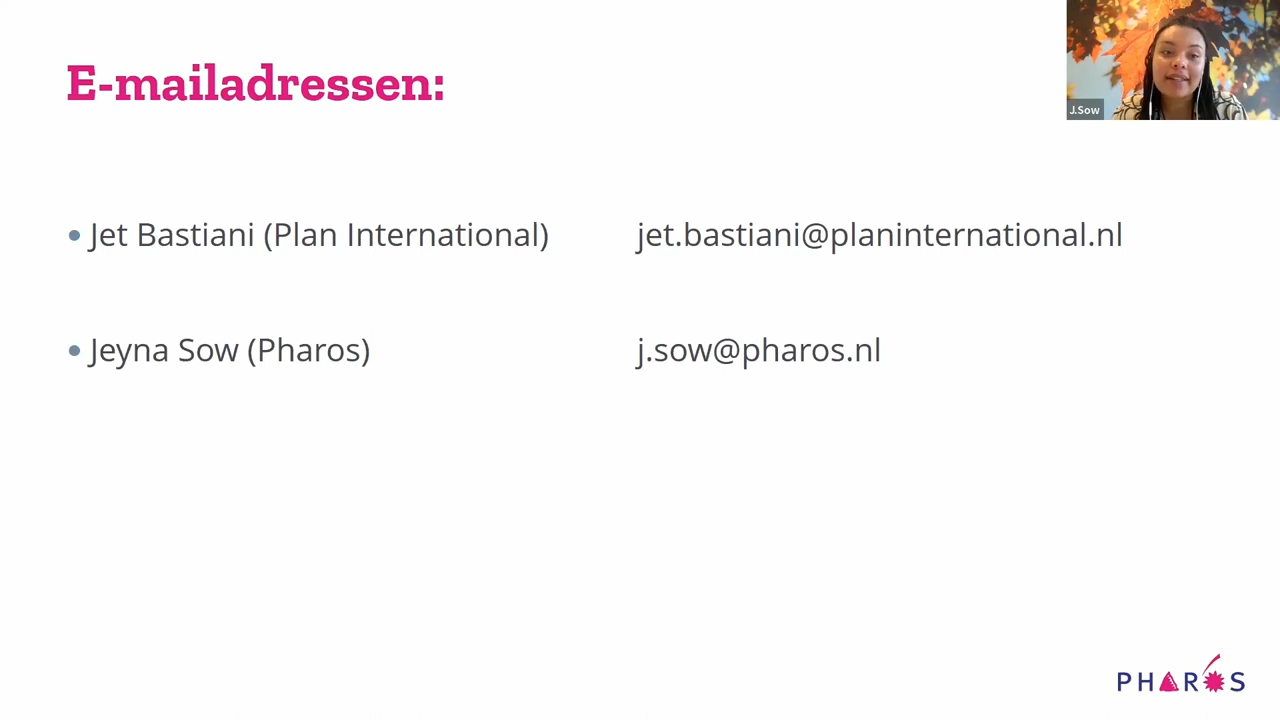 E-mailadressen:
J.Sow
• Jet Bastiani (Plan International) jet.bastiani@planinternational.nl
• Jeyna Sow (Pharos) j.sow@pharos.nl
PHAROS